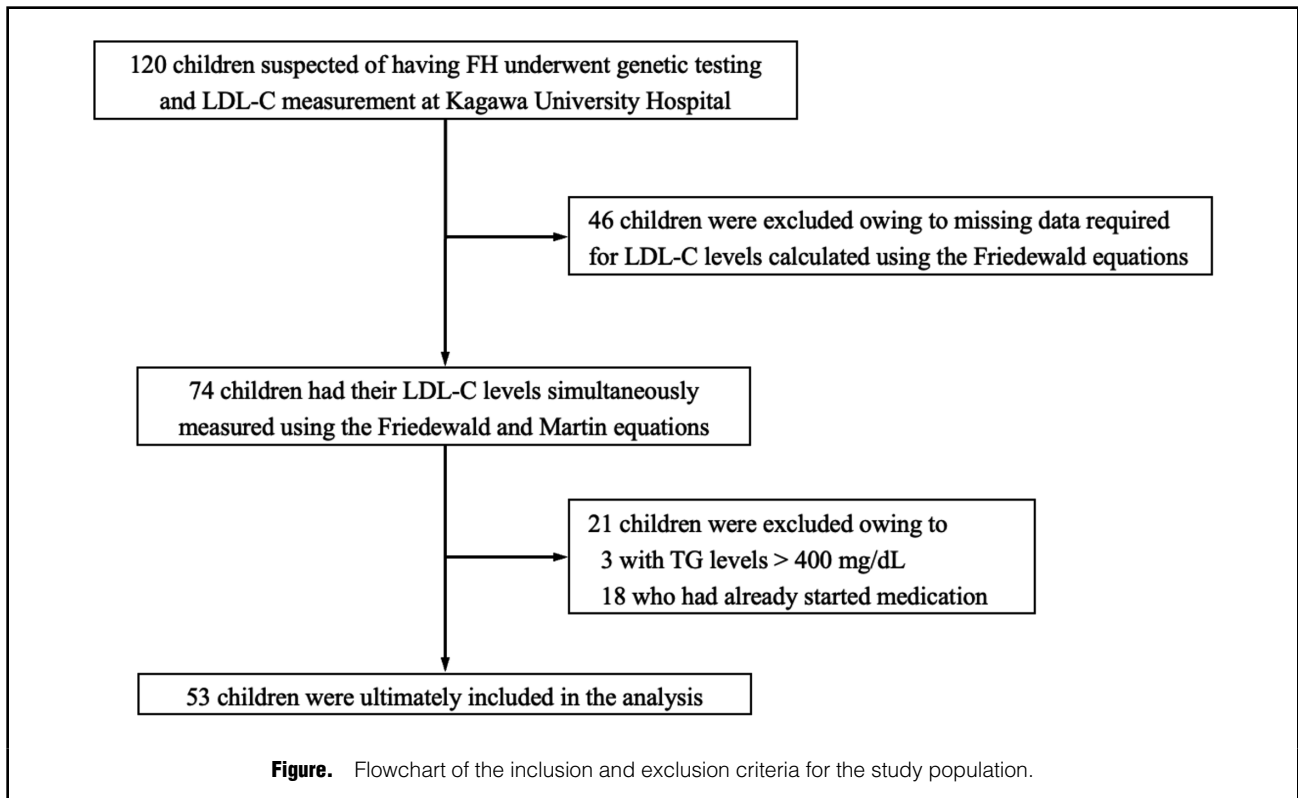 120 children suspected of having FH underwent genetic testing
and LDL-C measurement at Kagawa University Hospital
46 children were excluded owing to missing data required
for LDL-C levels calculated using the Friedewald equations
74 children had their LDL-C levels simultaneously
measured using the Friedewald and Martin equations
21 children were excluded owing to
3 with TG levels > 400 mg/dL
18 who had already started medication
53 children were ultimately included in the analysis
Figure. Flowchart of the inclusion and exclusion criteria for the study population.